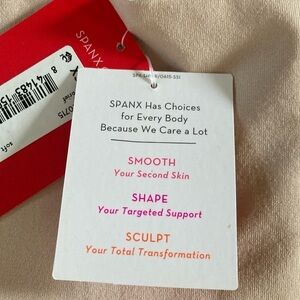 SPANX
SPANX Has Choices
for Every Body
Because We Care a Lot
SMOOTH
Your Second Skin
SHAPE
Your Targeted Support
SCULPT
Your Total Transformation
soft